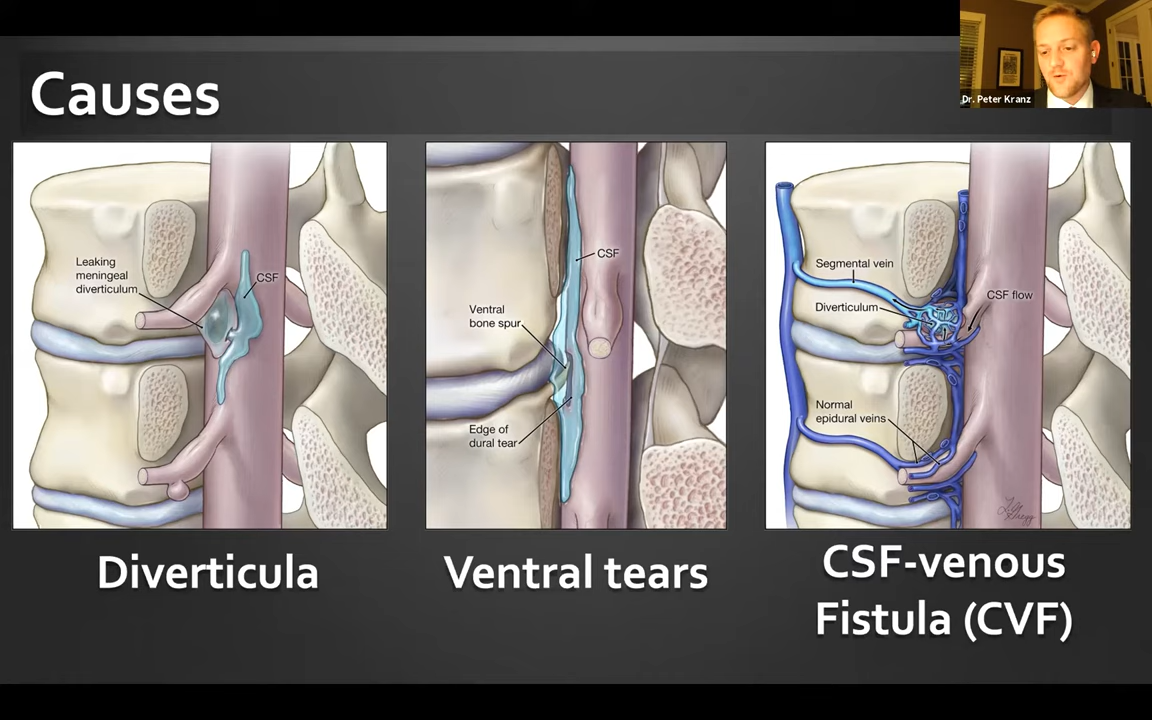 Causes
Dr. Peter Kranz
Leaking
meningeal
diverticulum
CSF
Diverticula
CSF
Ventral
bone spur
Edge of
dural tear
Ventral tears
Segmental vein
Diverticulum
CSF flow
Normal
epidural veins
CSF-venous
Fistula (CVF)